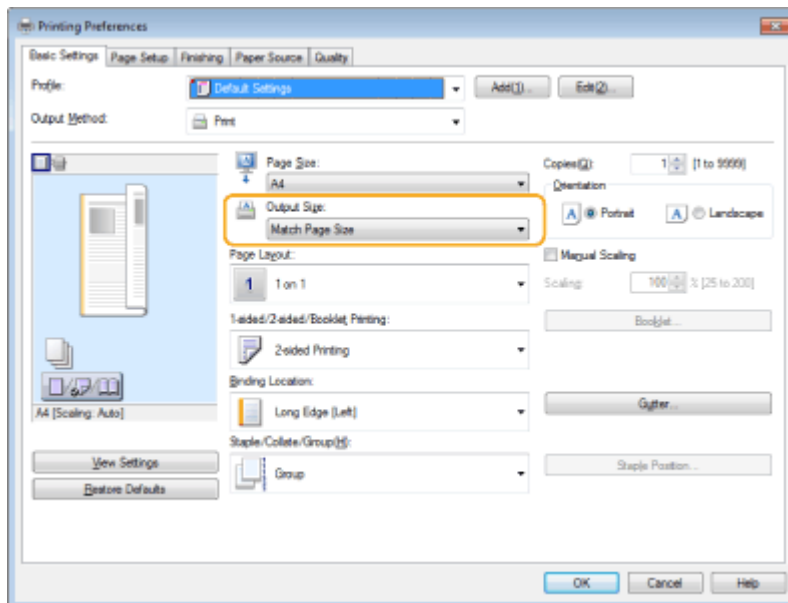 Printing Preferences
Basic Settings Page Setup Finishing Paper Source Quality
Profile: Default Settings Add(1)... Edit(2)...
Output Method: Print
Page Size: Copies(Q): 1 [1 to 9999]
A4 Orientation
Output Size: A Portrait A Landscape
Match Page Size
Page Layout: Manual Scaling
1 1 on 1 Scaling: 100 % [25 to 200]
1-sided/2-sided/Booklet Printing: Booklet...
2-sided Printing
Binding Location:
A4 [Scaling: Auto] Long Edge (Left) Gutter...
Staple/Collate/Group(H):
View Settings Group Staple Position...
Restore Defaults
OK Cancel Help